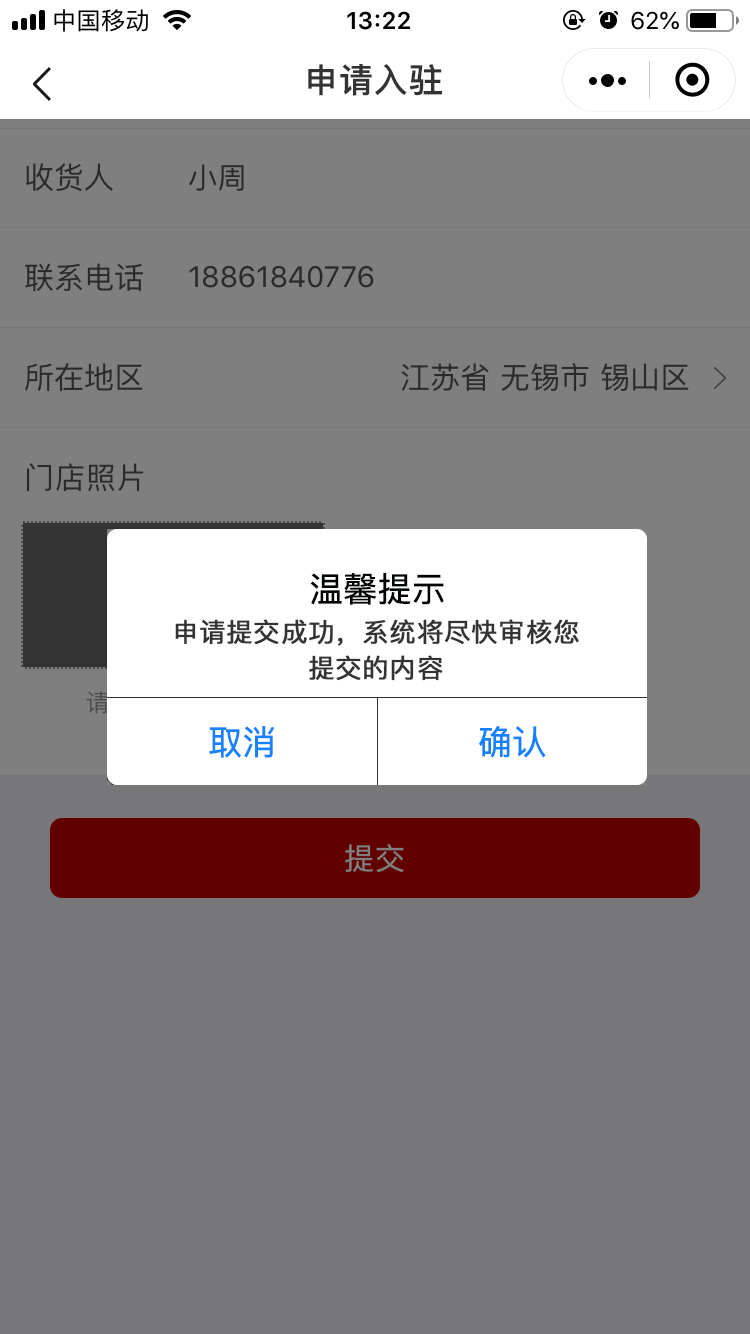 中国移动 13:22 62%
申请入驻
收货人 小周
联系电话 18861840776
所在地区 江苏省 无锡市 锡山区
门店照片
温馨提示
申请提交成功，系统将尽快审核您
提交的内容
请
取消 确认
提交